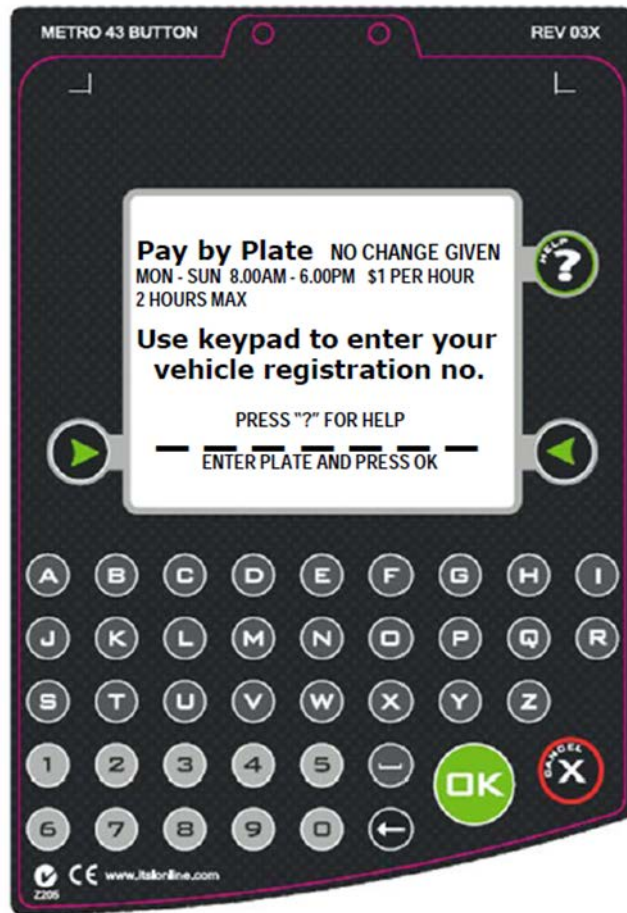 METRO 43 BUTTON REV 03X
Pay by Plate NO CHANGE GIVEN
MON - SUN 8.00AM - 6.00PM $1 PER HOUR
2 HOURS MAX
HELP ?
Use keypad to enter your
vehicle registration no.
PRESS "?" FOR HELP
_ _ _ _ _ _ _
ENTER PLATE AND PRESS OK
A B C D E F G H I
J K L M N O P Q R
S T U V W X Y Z
1 2 3 4 5
OK
CANCEL X
6 7 8 9 0
CE www.itslonline.com
Z205